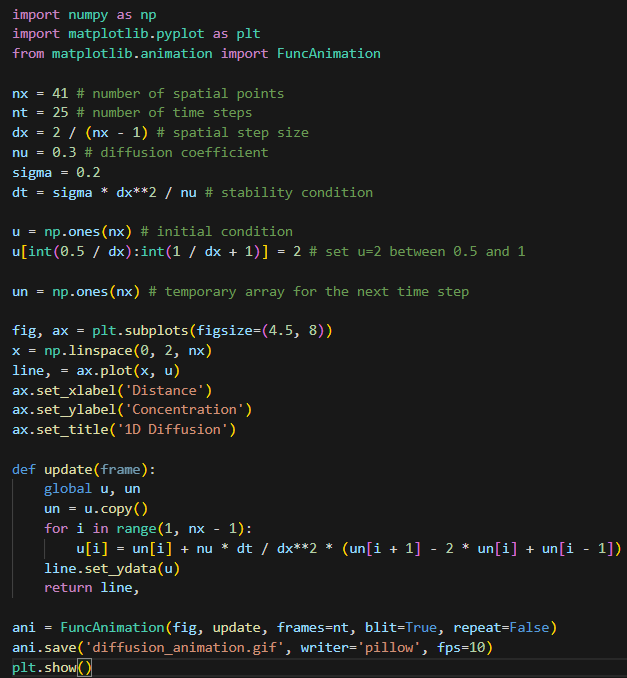 import numpy as np
import matplotlib.pyplot as plt
from matplotlib.animation import FuncAnimation

nx = 41 # number of spatial points
nt = 25 # number of time steps
dx = 2 / (nx - 1) # spatial step size
nu = 0.3 # diffusion coefficient
sigma = 0.2
dt = sigma * dx**2 / nu # stability condition

u = np.ones(nx) # initial condition
u[int(0.5 / dx):int(1 / dx + 1)] = 2 # set u=2 between 0.5 and 1

un = np.ones(nx) # temporary array for the next time step

fig, ax = plt.subplots(figsize=(4.5, 8))
x = np.linspace(0, 2, nx)
line, = ax.plot(x, u)
ax.set_xlabel('Distance')
ax.set_ylabel('Concentration')
ax.set_title('1D Diffusion')

def update(frame):
    global u, un
    un = u.copy()
    for i in range(1, nx - 1):
        u[i] = un[i] + nu * dt / dx**2 * (un[i + 1] - 2 * un[i] + un[i - 1])
    line.set_ydata(u)
    return line,

ani = FuncAnimation(fig, update, frames=nt, blit=True, repeat=False)
ani.save('diffusion_animation.gif', writer='pillow', fps=10)
plt.show()